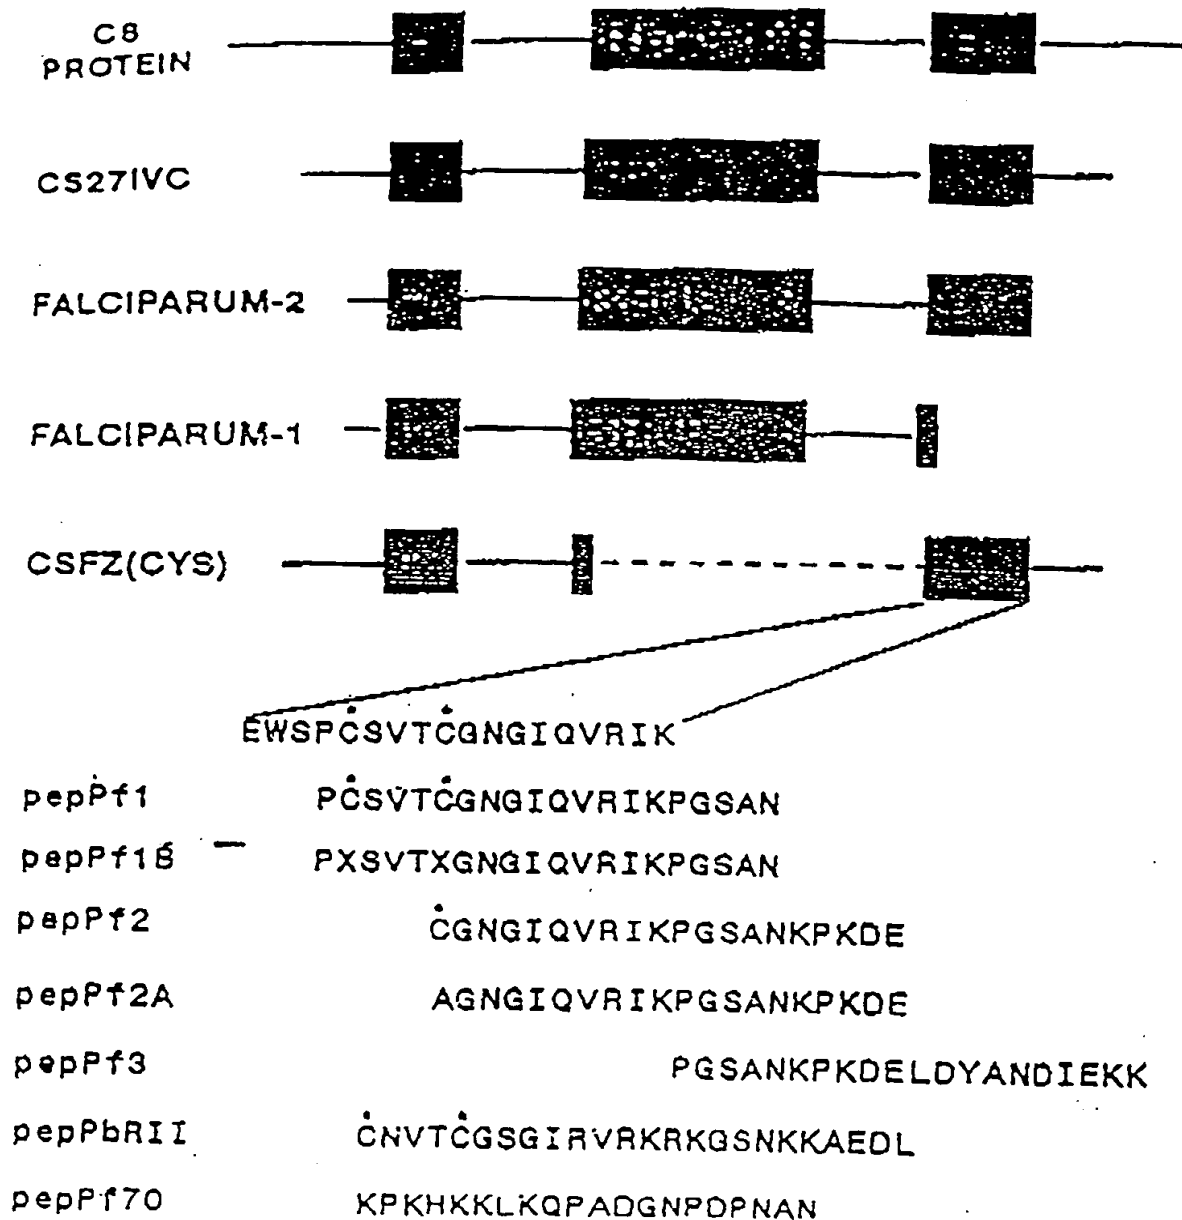 C8
PROTEIN
CS27IVC
FALCIPARUM-2
FALCIPARUM-1
CSFZ(CYS)
EWSPCSVTCGNGIQVRIK
pepPf1 PCSVTCGNGIQVRIKPGSAN
pepPf1B PXSVTXGNGIQVRIKPGSAN
pepPf2 CGNGIQVRIKPGSANKPKDE
pepPf2A AGNGIQVRIKPGSANKPKDE
pepPf3 PGSANKPKDELDYANDIEKK
pepPbRII CNVTCGSGIRVRKRKGSNKKAEDL
pepPf70 KPKHKKLKQPADGNPDPNAN